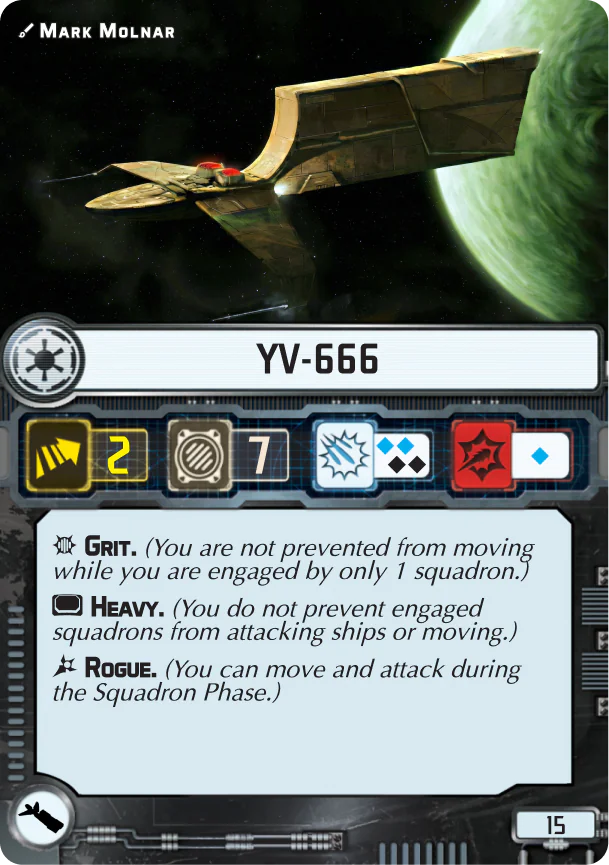 Mark Molnar
YV-666
2 7
Grit. (You are not prevented from moving
while you are engaged by only 1 squadron.)
Heavy. (You do not prevent engaged
squadrons from attacking ships or moving.)
Rogue. (You can move and attack during
the Squadron Phase.)
15